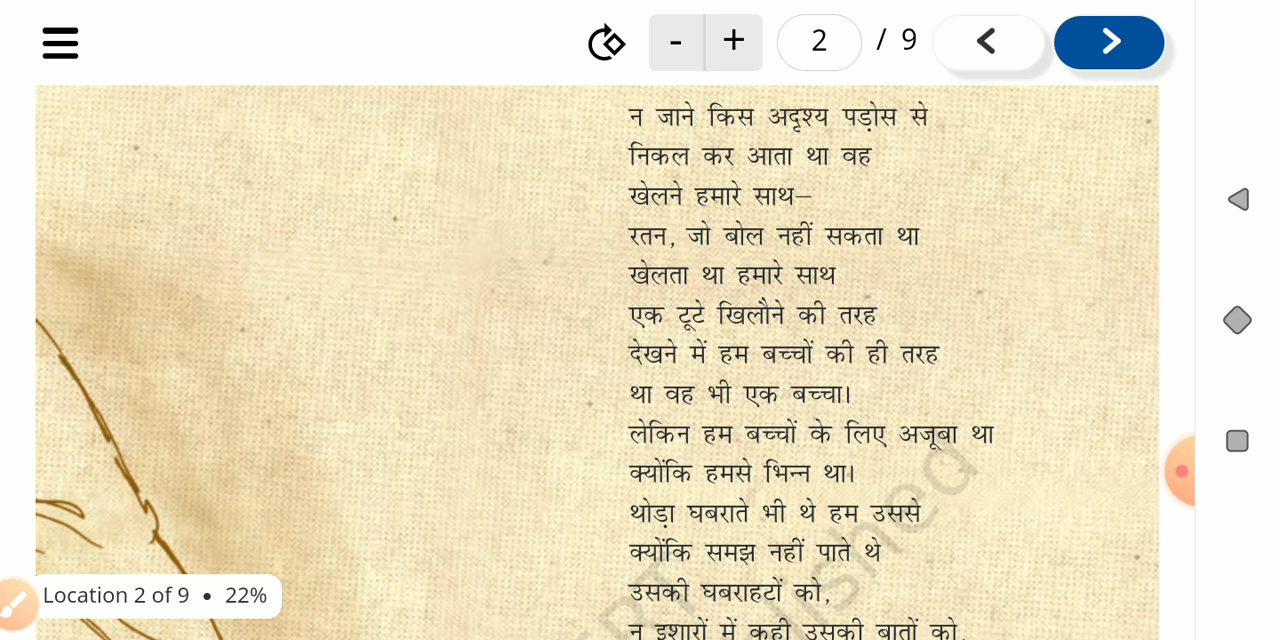 - + 2 / 9
न जाने किस अदृश्य पड़ोस से
निकल कर आता था वह
खेलने हमारे साथ–
रतन, जो बोल नहीं सकता था
खेलता था हमारे साथ
एक टूटे खिलौने की तरह
देखने में हम बच्चों की ही तरह
था वह भी एक बच्चा।
लेकिन हम बच्चों के लिए अजूबा था
क्योंकि हमसे भिन्न था।
थोड़ा घबराते भी थे हम उससे
क्योंकि समझ नहीं पाते थे
उसकी घबराहटों को,
न इशारों में कही उसकी बातों को,
Location 2 of 9 • 22%